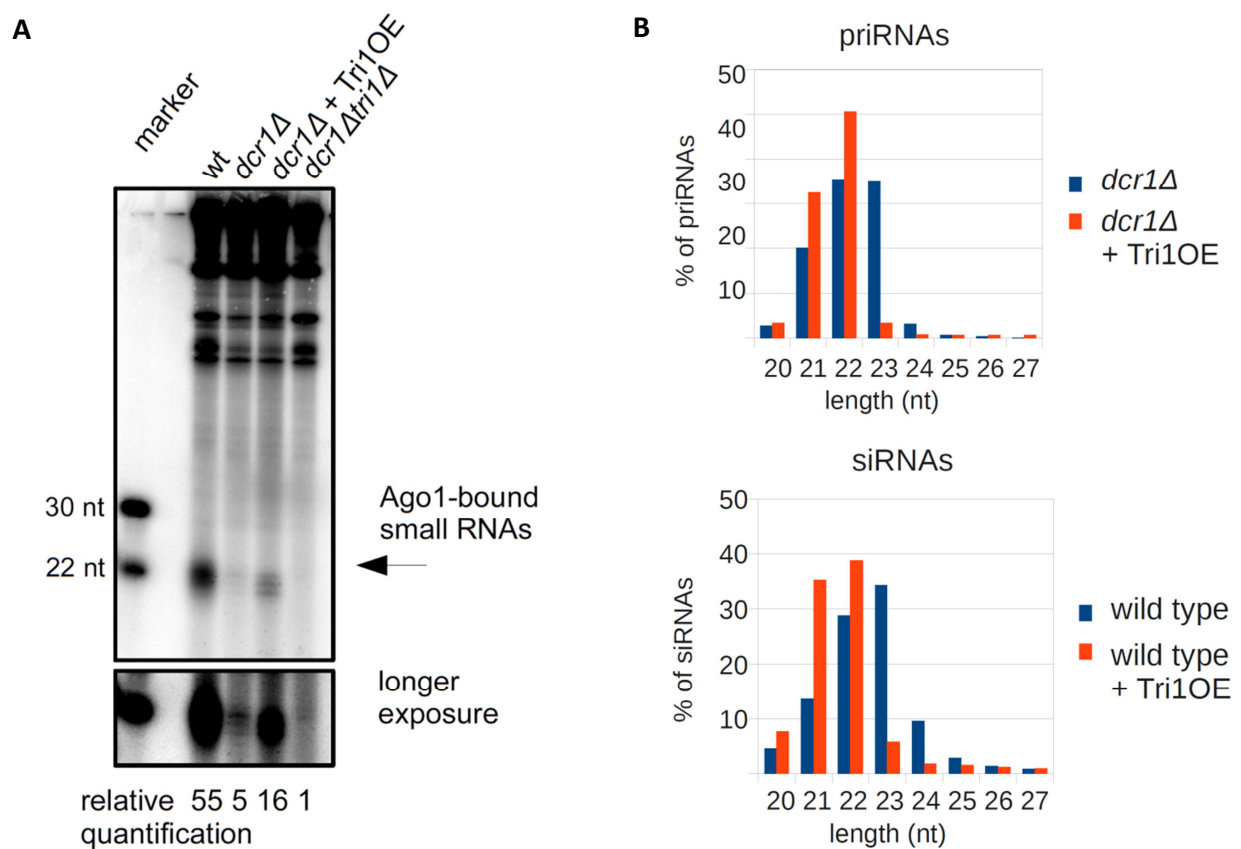 A
marker
wt
dcr1Δ
dcr1Δ + Tri1OE
dcr1Δtri1Δ
30 nt
22 nt
Ago1-bound
small RNAs
longer
exposure
relative
quantification
55 5 16 1
B
priRNAs
% of priRNAs
50
40
30
20
10
20 21 22 23 24 25 26 27
length (nt)
dcr1Δ
dcr1Δ
+ Tri1OE
siRNAs
% of siRNAs
50
40
30
20
10
20 21 22 23 24 25 26 27
length (nt)
wild type
wild type
+ Tri1OE